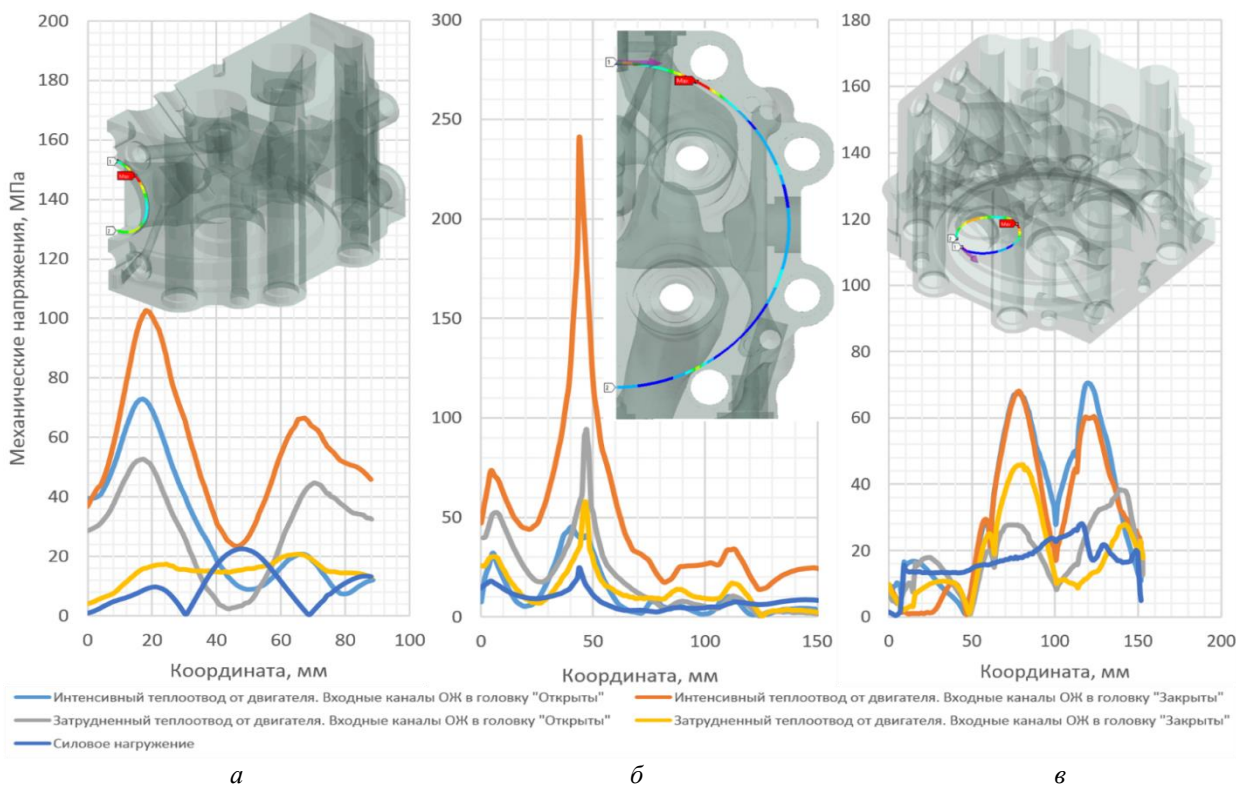 Механические напряжения, МПа
200
180
160
140
120
100
80
60
40
20
0
0 20 40 60 80 100
Координата, мм
300
250
200
150
100
50
0
0 50 100 150
Координата, мм
180
160
140
120
100
80
60
40
20
0
0 50 100 150 200
Координата, мм
Интенсивный теплоотвод от двигателя. Входные каналы ОЖ в головку "Открыты"
Интенсивный теплоотвод от двигателя. Входные каналы ОЖ в головку "Закрыты"
Затрудненный теплоотвод от двигателя. Входные каналы ОЖ в головку "Открыты"
Затрудненный теплоотвод от двигателя. Входные каналы ОЖ в головку "Закрыты"
Силовое нагружение
а
б
в